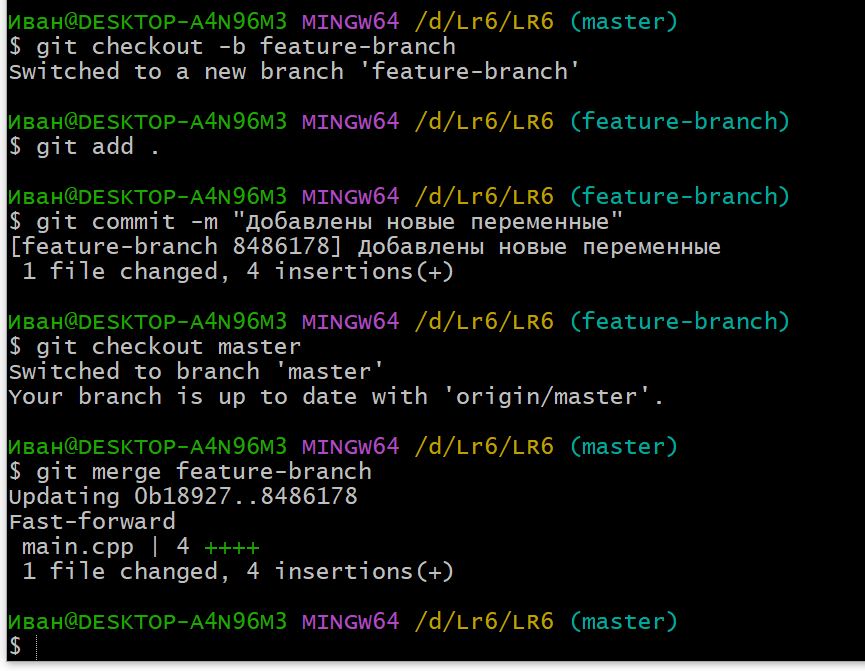 Иван@DESKTOP-A4N96M3 MINGW64 /d/Lr6/LR6 (master)
$ git checkout -b feature-branch
Switched to a new branch 'feature-branch'
Иван@DESKTOP-A4N96M3 MINGW64 /d/Lr6/LR6 (feature-branch)
$ git add .
Иван@DESKTOP-A4N96M3 MINGW64 /d/Lr6/LR6 (feature-branch)
$ git commit -m "Добавлены новые переменные"
[feature-branch 8486178] Добавлены новые переменные
1 file changed, 4 insertions(+)
Иван@DESKTOP-A4N96M3 MINGW64 /d/Lr6/LR6 (feature-branch)
$ git checkout master
Switched to branch 'master'
Your branch is up to date with 'origin/master'.
Иван@DESKTOP-A4N96M3 MINGW64 /d/Lr6/LR6 (master)
$ git merge feature-branch
Updating 0b18927..8486178
Fast-forward
main.cpp | 4 ++++
1 file changed, 4 insertions(+)
Иван@DESKTOP-A4N96M3 MINGW64 /d/Lr6/LR6 (master)
$